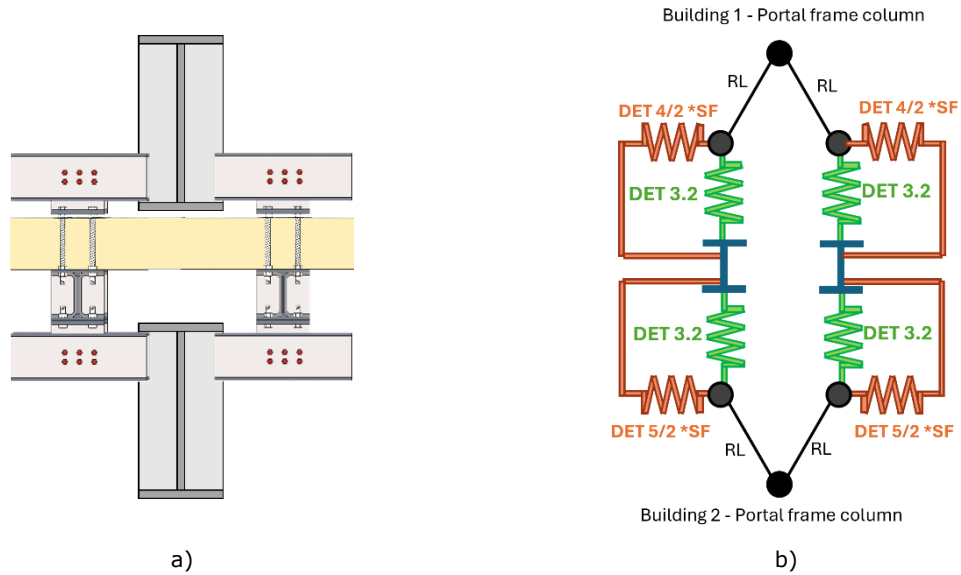 Building 1 - Portal frame column
RL RL
DET 4/2 *SF DET 4/2 *SF
DET 3.2 DET 3.2
DET 3.2 DET 3.2
DET 5/2 *SF DET 5/2 *SF
RL RL
Building 2 - Portal frame column
a) b)